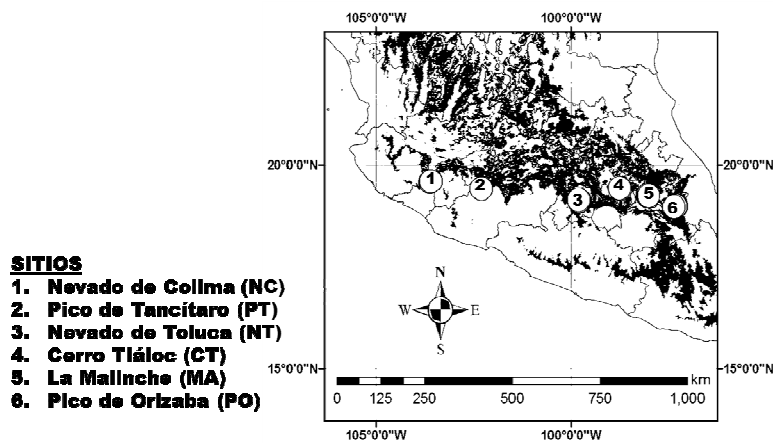 105°0'0"W 100°0'0"W
20°0'0"N 20°0'0"N
1 2 3 4 5 6
SITIOS
1. Nevado de Colima (NC)
2. Pico de Tancítaro (PT)
3. Nevado de Toluca (NT)
4. Cerro Tláloc (CT)
5. La Malinche (MA)
6. Pico de Orizaba (PO)
N
W E
S
15°0'0"N 15°0'0"N
km
0 125 250 500 750 1,000
105°0'0"W 100°0'0"W